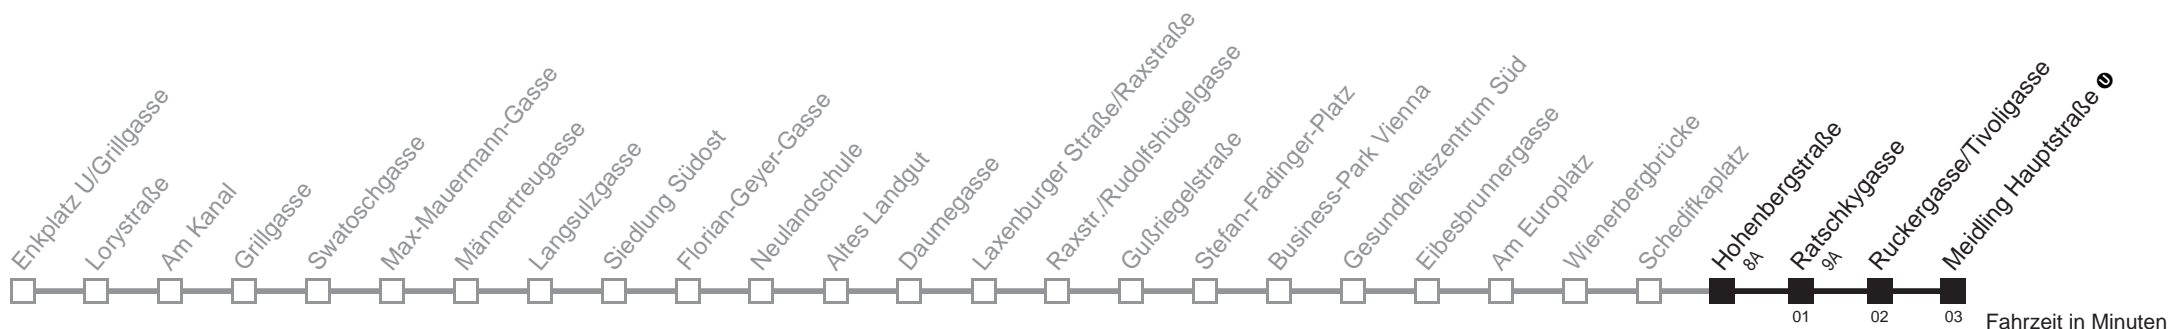 Enkplatz U/Grillgasse
Lorystraße
Am Kanal
Grillgasse
Swatoschgasse
Max-Mauermann-Gasse
Männertreugasse
Langsulzgasse
Siedlung Südost
Florian-Geyer-Gasse
Neulandschule
Altes Landgut
Daumegasse
Laxenburger Straße/Raxstraße
Raxstr./Rudolfshügelgasse
Gußriegelstraße
Stefan-Fadinger-Platz
Business-Park Vienna
Gesundheitszentrum Süd
Eibesbrunnergasse
Am Europlatz
Wienerbergbrücke
Schedifkaplatz
Hohenbergstraße
8A
Ratschkygasse
9A
Ruckergasse/Tivoligasse
Meidling Hauptstraße U
01 02 03 Fahrzeit in Minuten